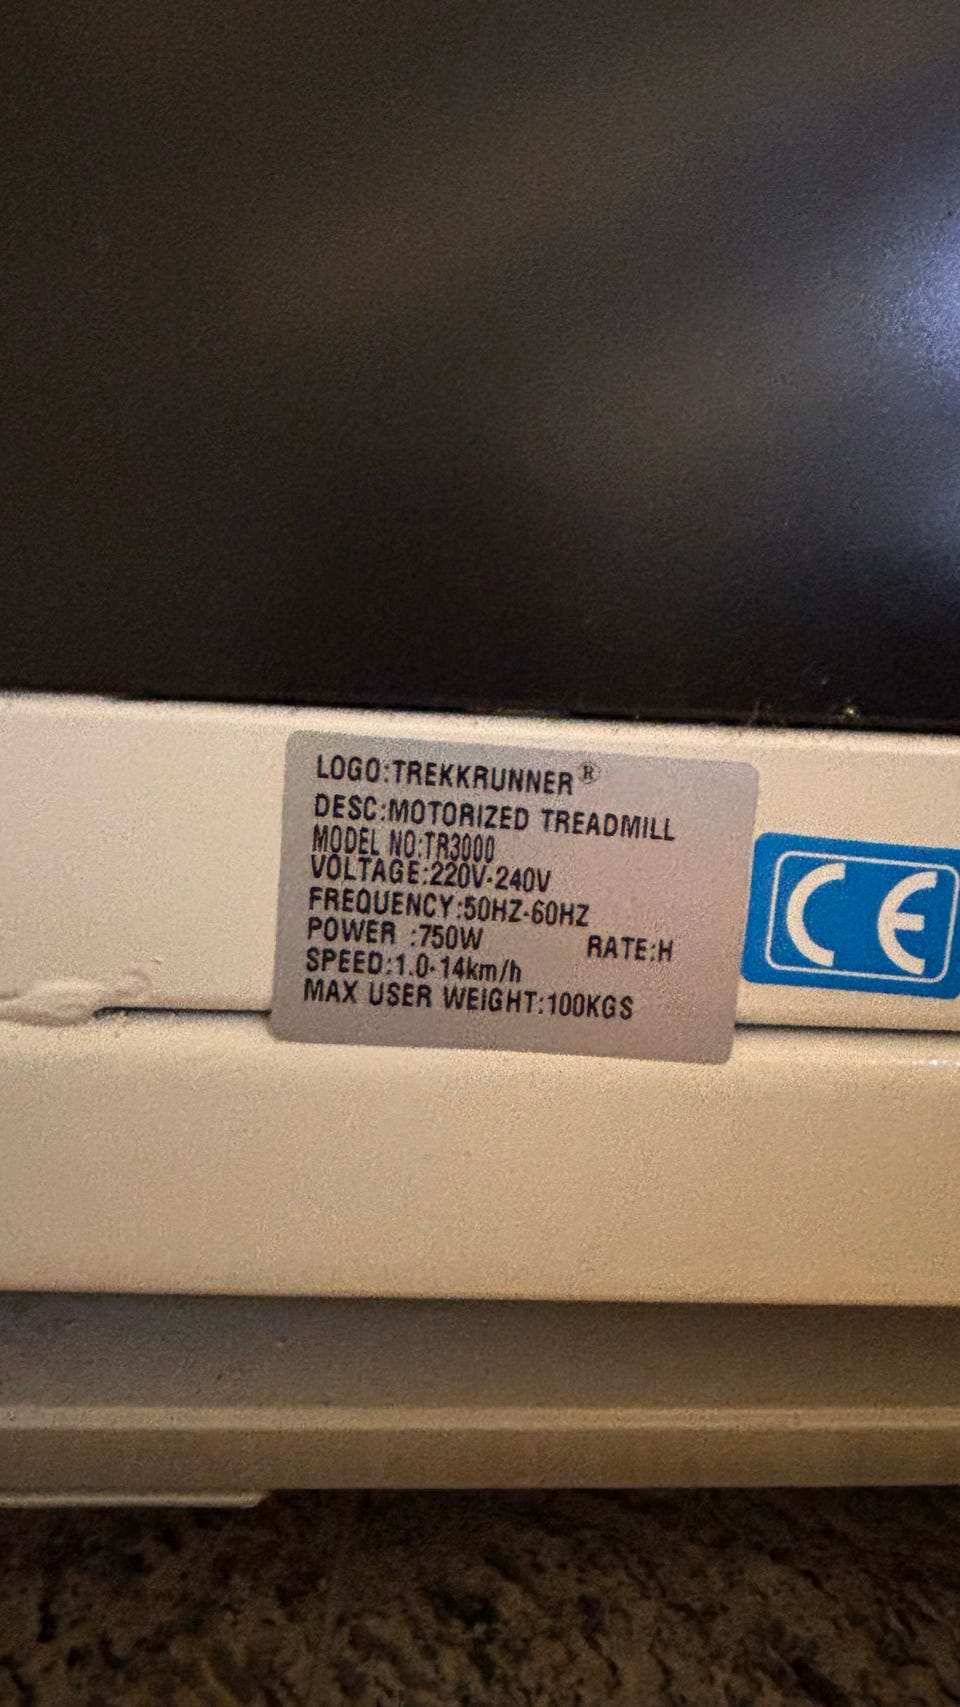 LOGO:TREKKRUNNER®
DESC:MOTORIZED TREADMILL
MODEL NO:TR3000
VOLTAGE:220V-240V
FREQUENCY:50HZ-60HZ
POWER :750W RATE:H
SPEED:1.0-14km/h
MAX USER WEIGHT:100KGS
CE